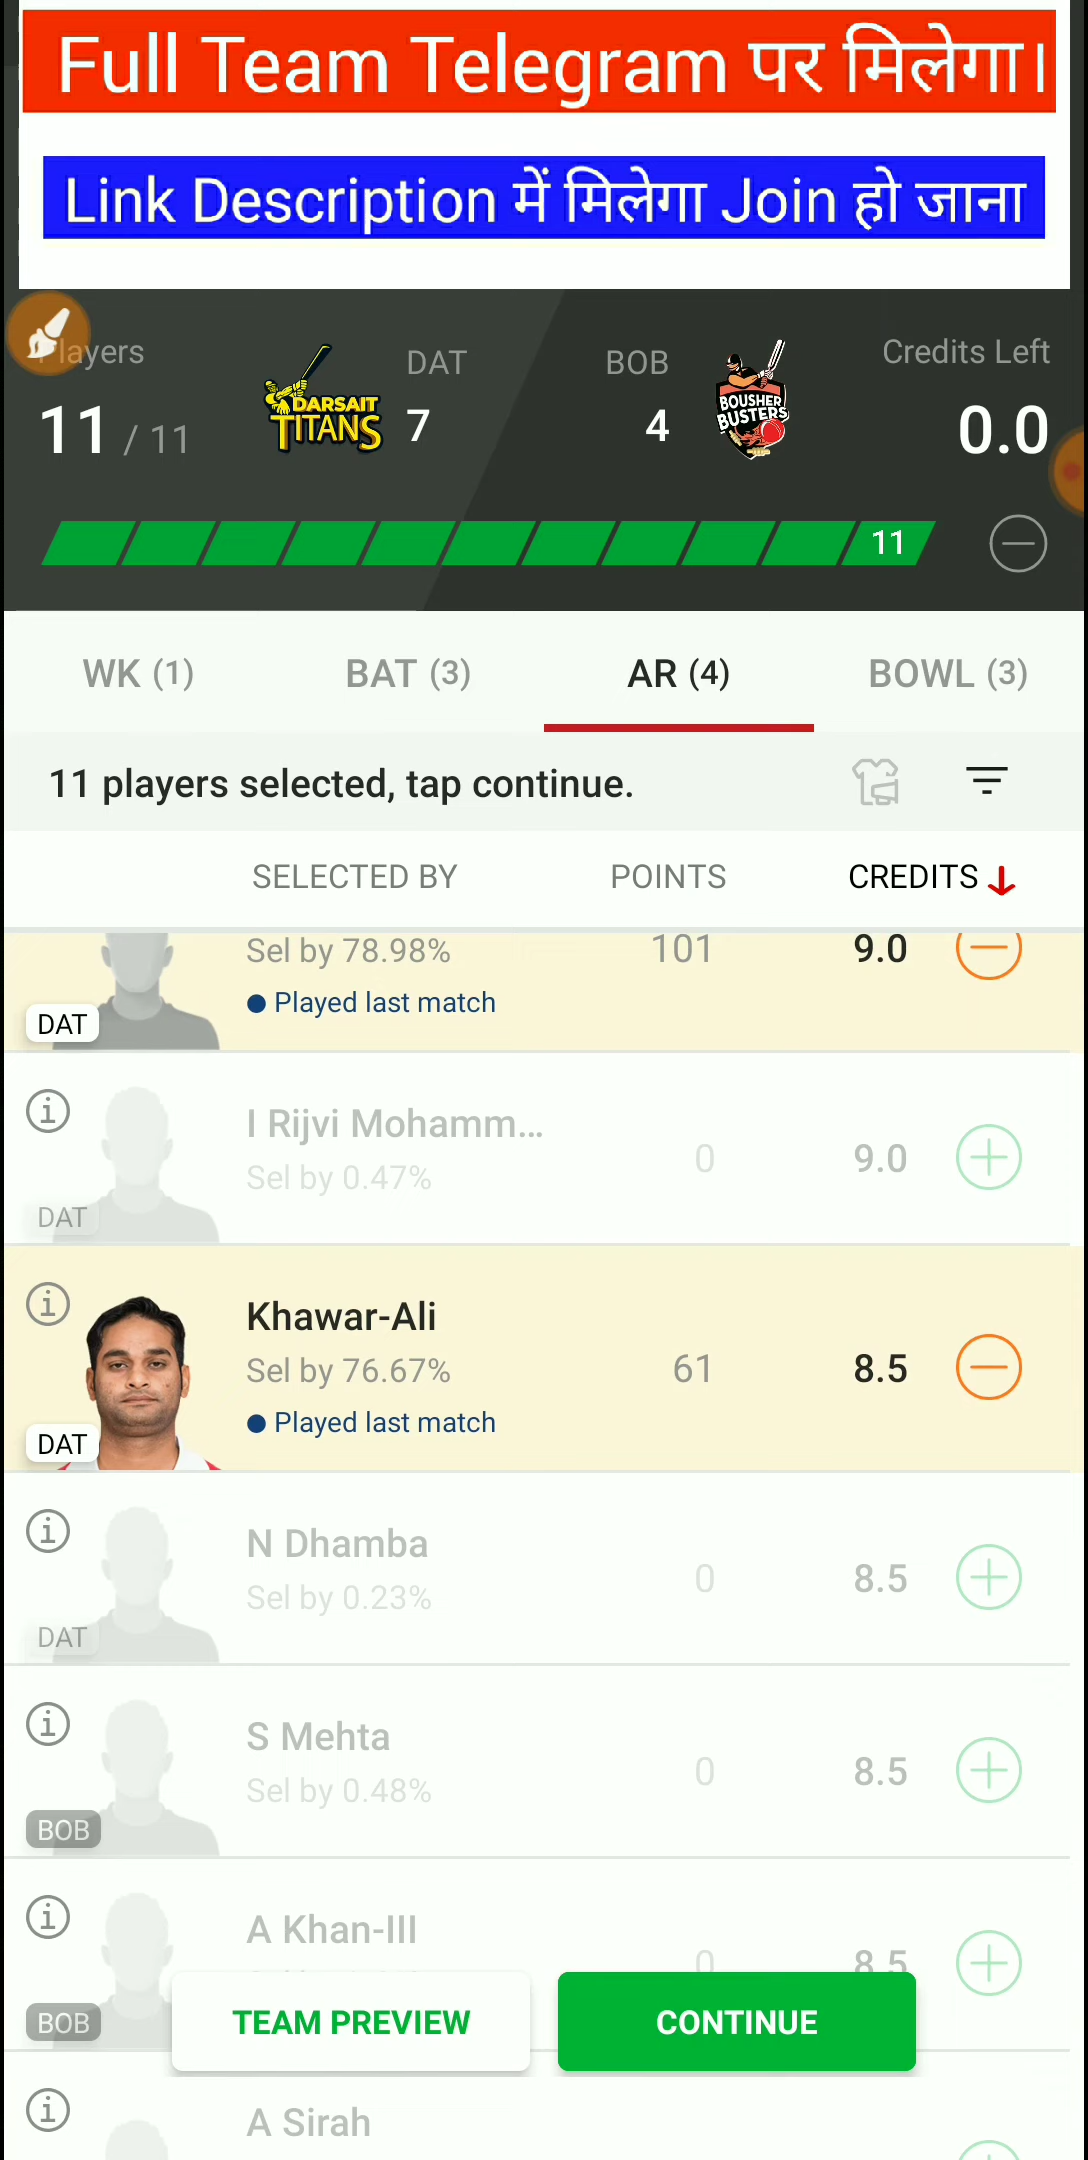 Full Team Telegram पर मिलेगा।
Link Description में मिलेगा Join हो जाना
Players
DAT
BOB
Credits Left
11 / 11
DARSAIT
TITANS
7
4
BOUSHER
BUSTERS
0.0
11
WK (1)
BAT (3)
AR (4)
BOWL (3)
11 players selected, tap continue.
SELECTED BY
POINTS
CREDITS
Sel by 78.98%
101
9.0
Played last match
DAT
I Rijvi Mohamm...
Sel by 0.47%
0
9.0
DAT
Khawar-Ali
Sel by 76.67%
61
8.5
Played last match
DAT
N Dhamba
Sel by 0.23%
0
8.5
DAT
S Mehta
Sel by 0.48%
0
8.5
BOB
A Khan-III
0
8.5
BOB
TEAM PREVIEW
CONTINUE
A Sirah